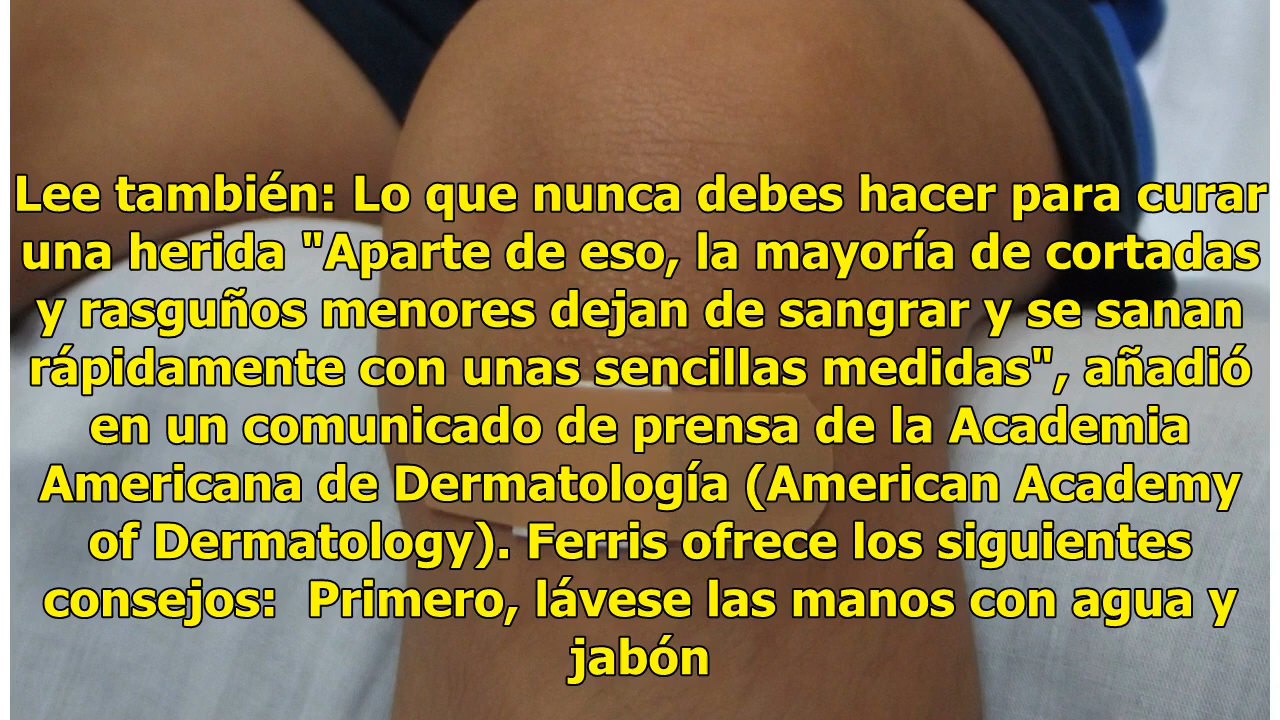 Lee también: Lo que nunca debes hacer para curar
una herida "Aparte de eso, la mayoría de cortadas
y rasguños menores dejan de sangrar y se sanan
rápidamente con unas sencillas medidas", añadió
en un comunicado de prensa de la Academia
Americana de Dermatología (American Academy
of Dermatology). Ferris ofrece los siguientes
consejos:  Primero, lávese las manos con agua y
jabón